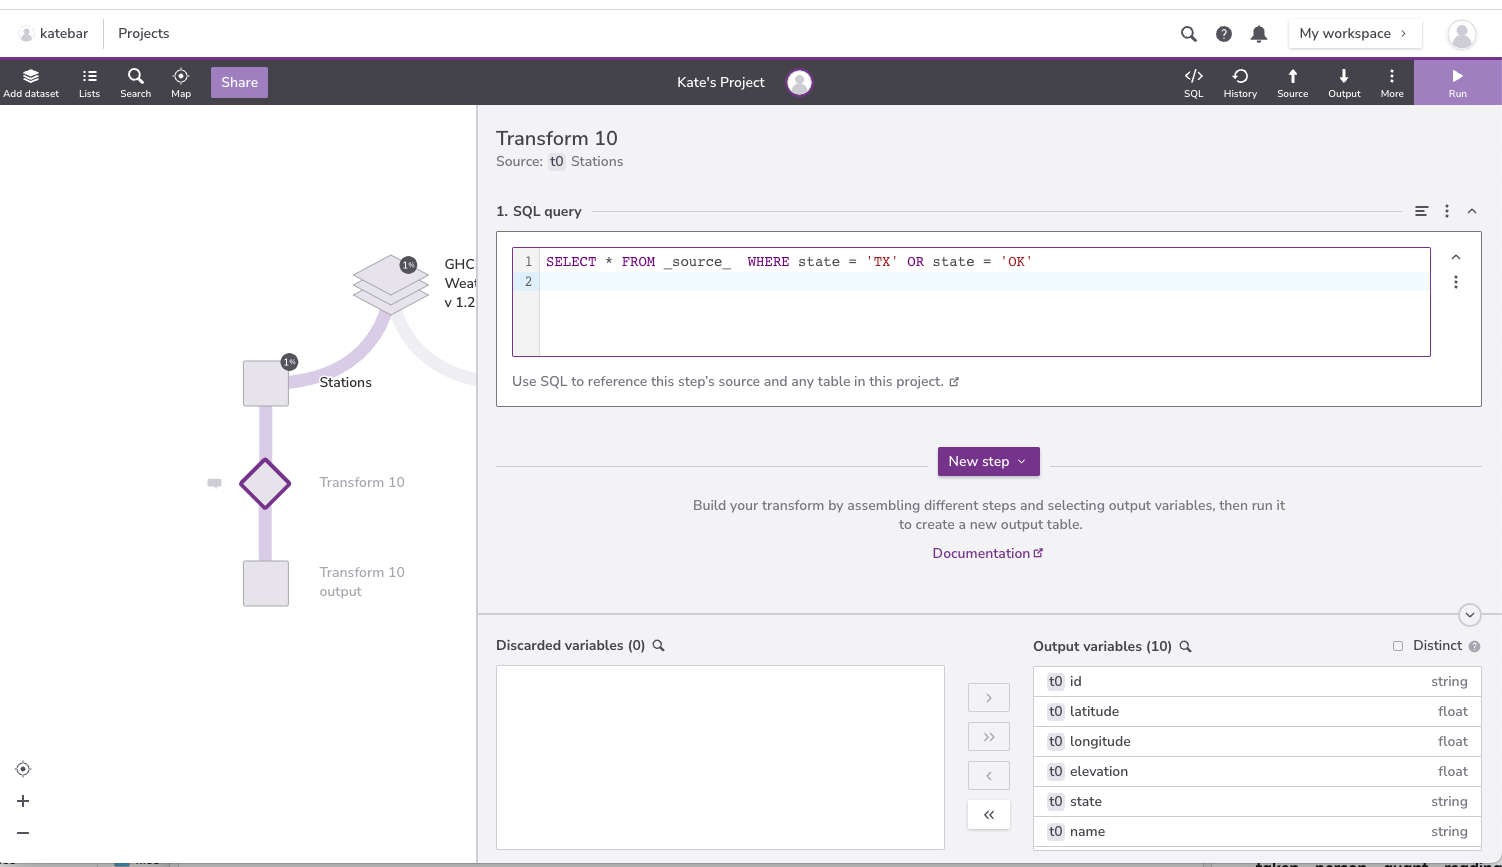 katebar
Projects
My workspace
Add dataset
Lists
Search
Map
Share
Kate's Project
SQL
History
Source
Output
More
Run
1%
GHC
Weat
v 1.2
1%
Stations
Transform 10
Transform 10
output
Transform 10
Source: t0 Stations
1. SQL query
1 SELECT * FROM _source_ WHERE state = 'TX' OR state = 'OK'
2
Use SQL to reference this step's source and any table in this project.
New step
Build your transform by assembling different steps and selecting output variables, then run it
to create a new output table.
Documentation
Discarded variables (0)
Output variables (10)
Distinct
t0 id string
t0 latitude float
t0 longitude float
t0 elevation float
t0 state string
t0 name string